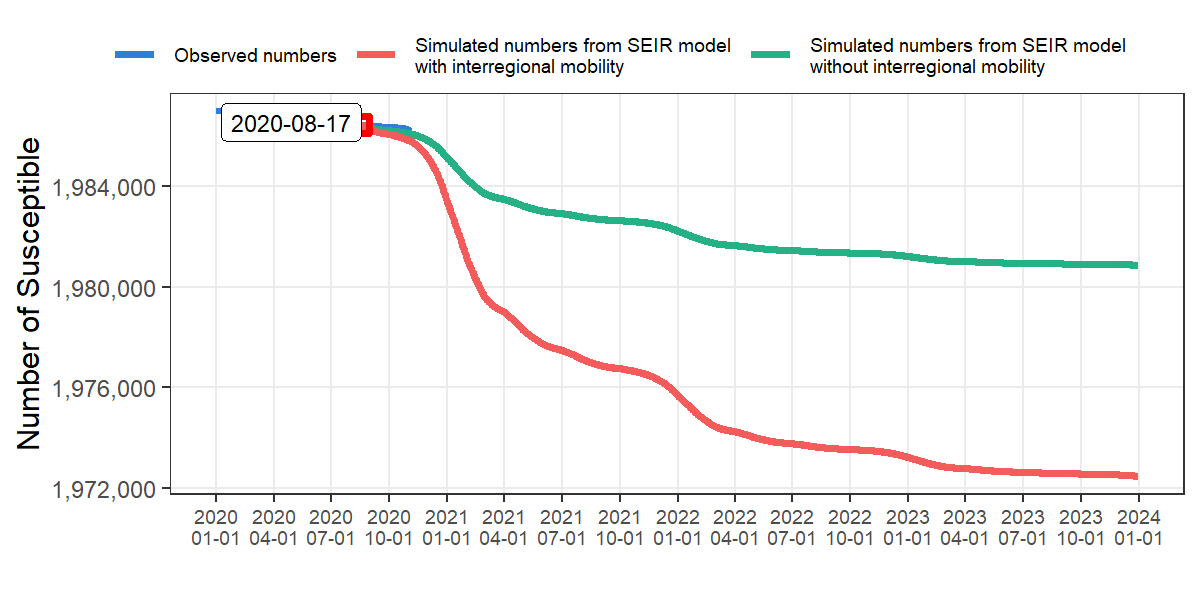 Observed numbers
Simulated numbers from SEIR model
with interregional mobility
Simulated numbers from SEIR model
without interregional mobility
2020-08-17
Number of Susceptible
1,984,000
1,980,000
1,976,000
1,972,000
2020 2020 2020 2020 2021 2021 2021 2021 2022 2022 2022 2022 2023 2023 2023 2023 2024
01-01 04-01 07-01 10-01 01-01 04-01 07-01 10-01 01-01 04-01 07-01 10-01 01-01 04-01 07-01 10-01 01-01